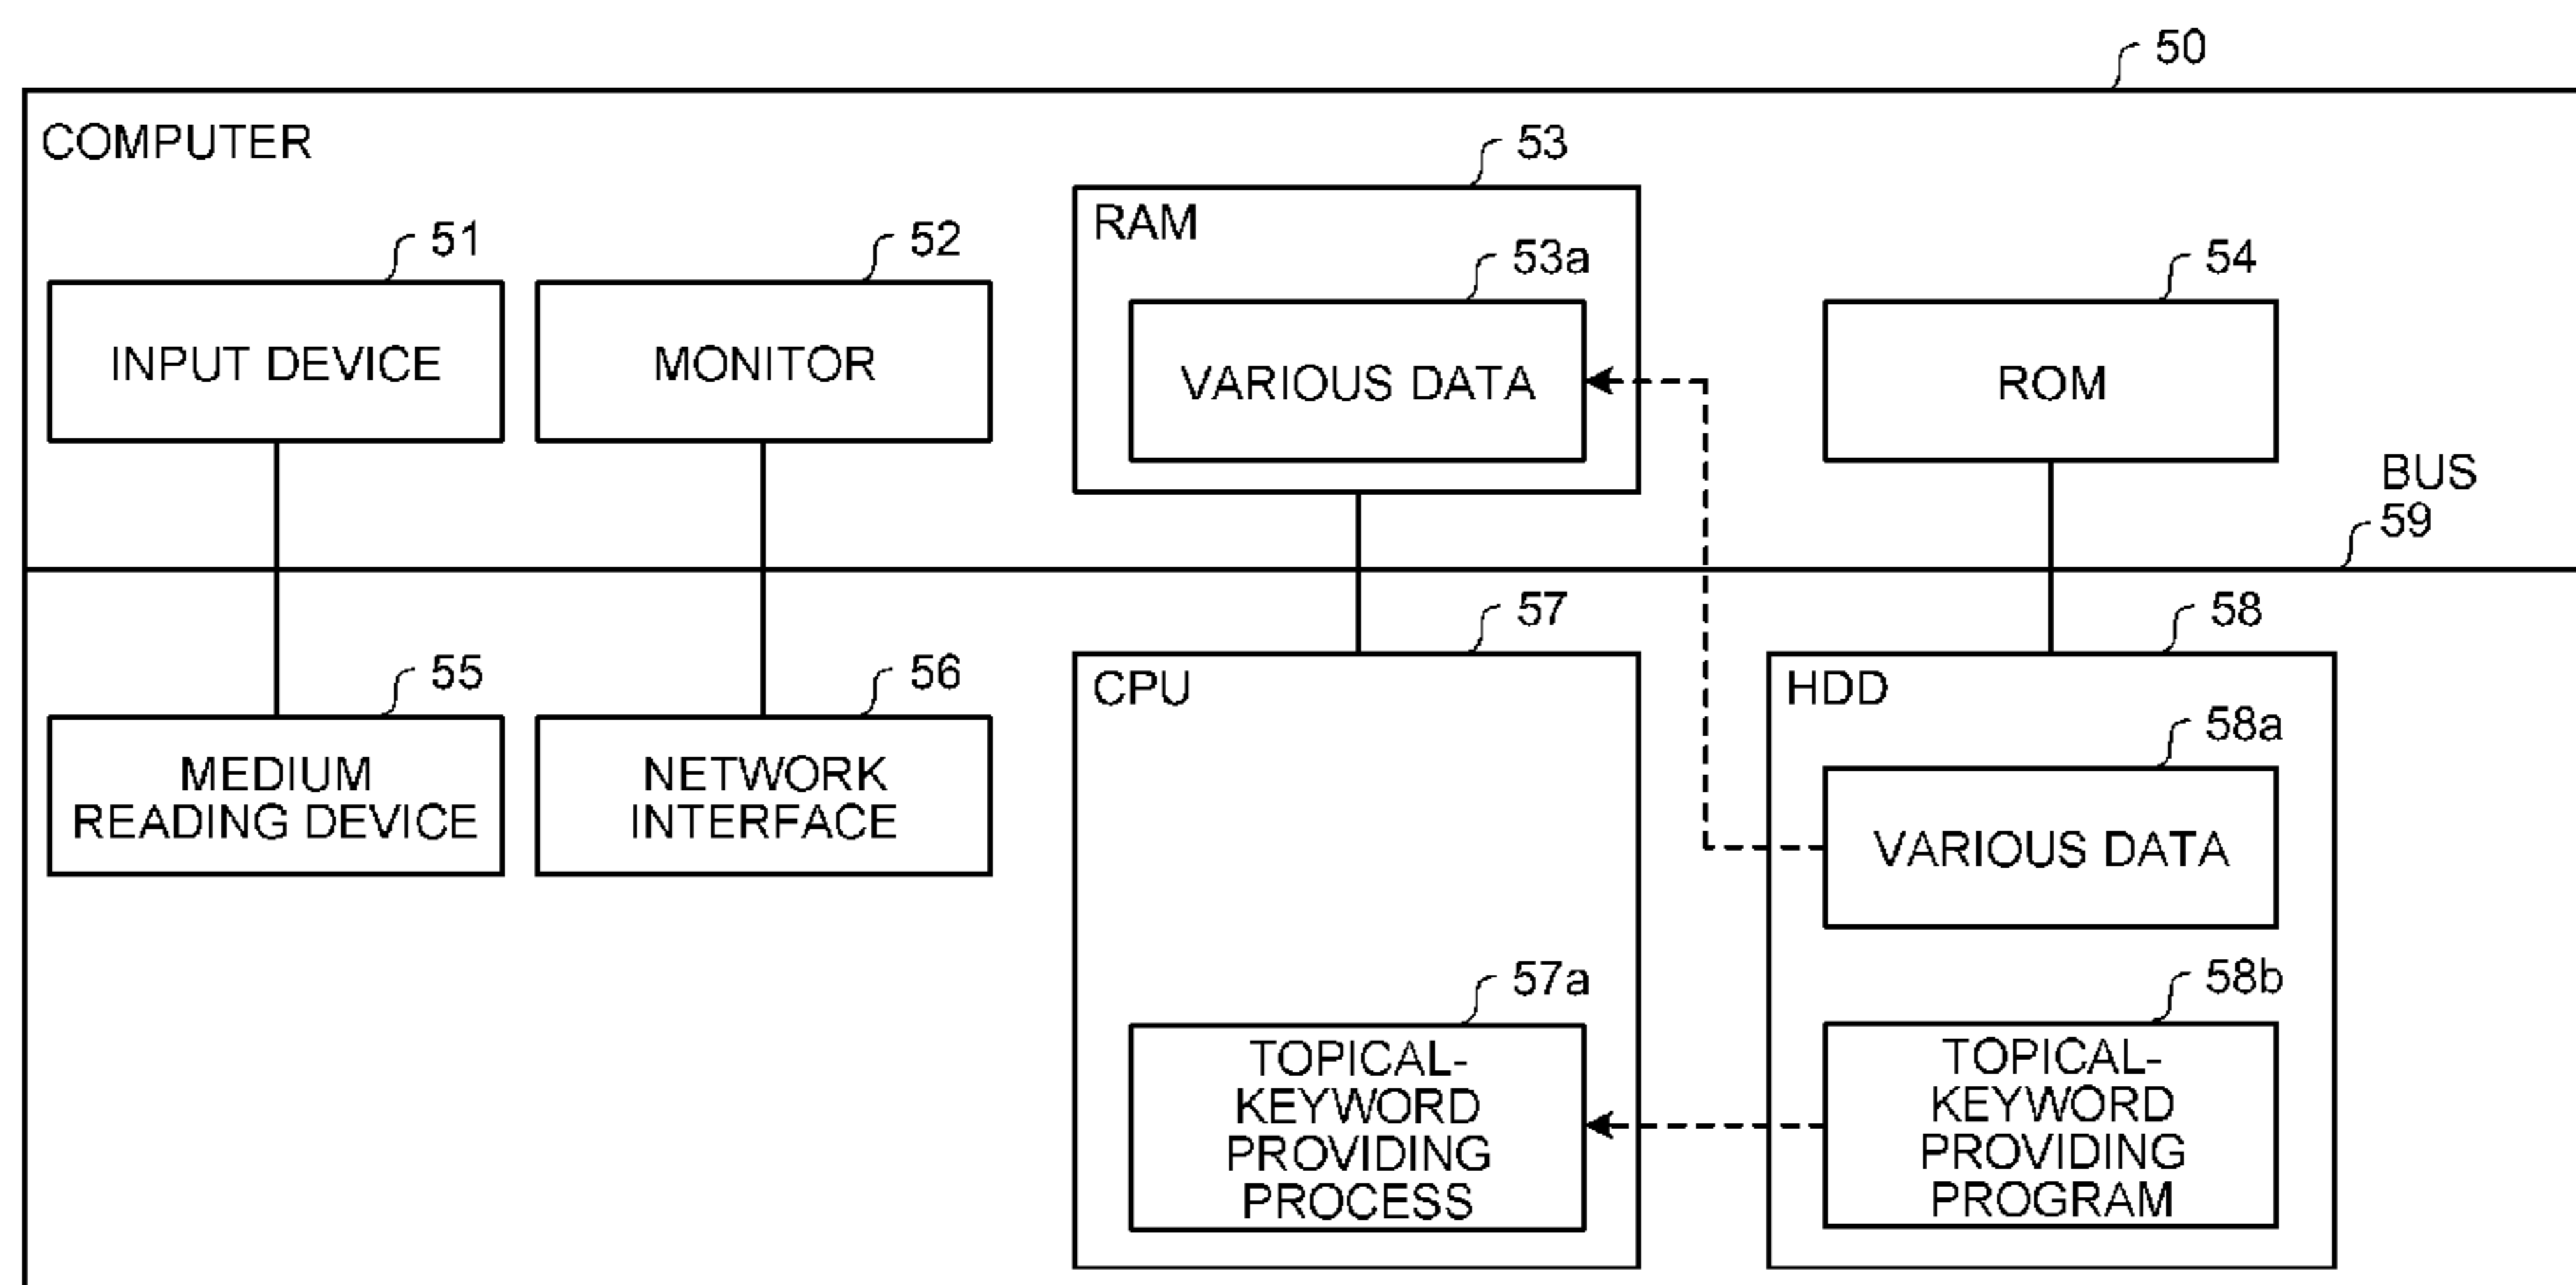 50
COMPUTER
53
RAM
51
52
53a
54
INPUT DEVICE
MONITOR
VARIOUS DATA
ROM
BUS
59
57
58
CPU
HDD
55
56
58a
MEDIUM
READING DEVICE
NETWORK
INTERFACE
VARIOUS DATA
57a
58b
TOPICAL-
KEYWORD
PROVIDING
PROCESS
TOPICAL-
KEYWORD
PROVIDING
PROGRAM